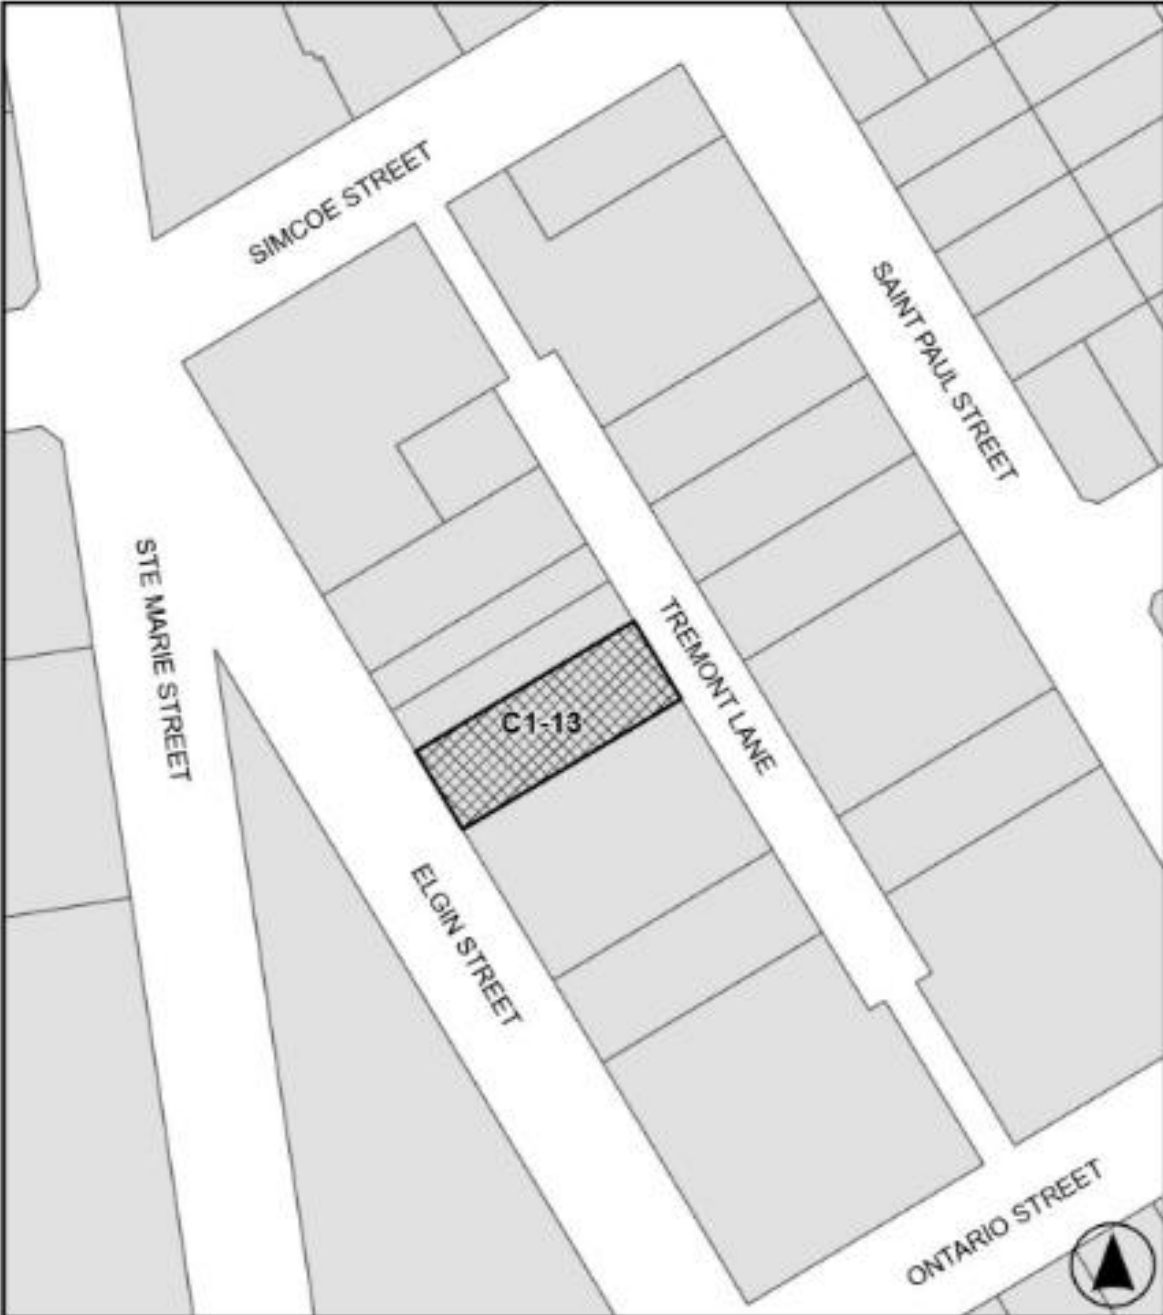 SIMCOE STREET
SAINT PAUL STREET
STE MARIE STREET
TREMONT LANE
C1-13
ELGIN STREET
ONTARIO STREET